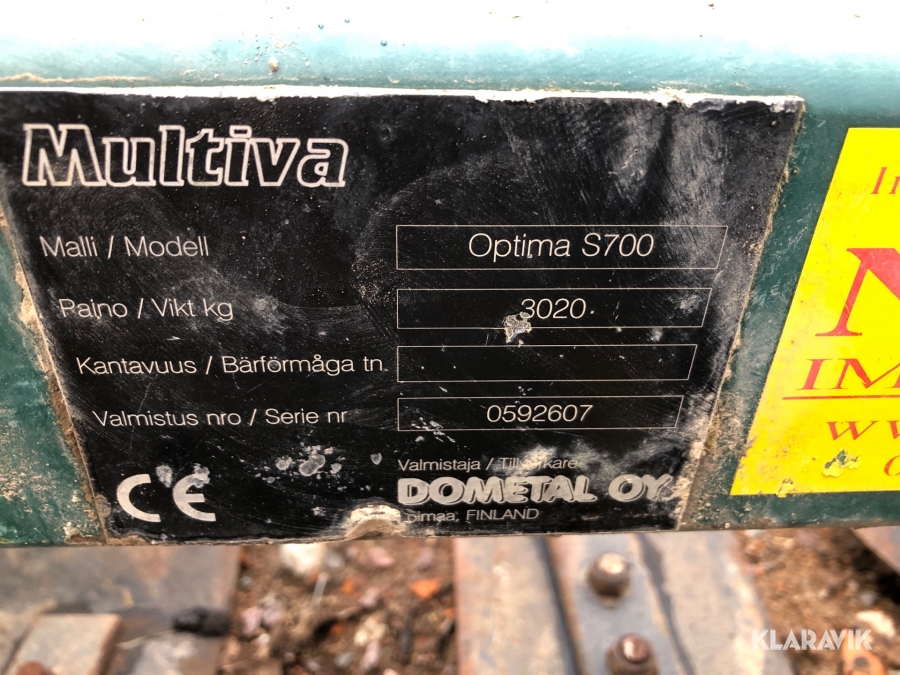 Multiva
Malli / Modell Optima S700
Paino / Vikt kg 3020
Kantavuus / Bärförmåga tn.
Valmistus nro / Serie nr 0592607
Valmistaja / Tillverkare
DOMETAL OY
Loimaa, FINLAND
CE
KLARAVIK